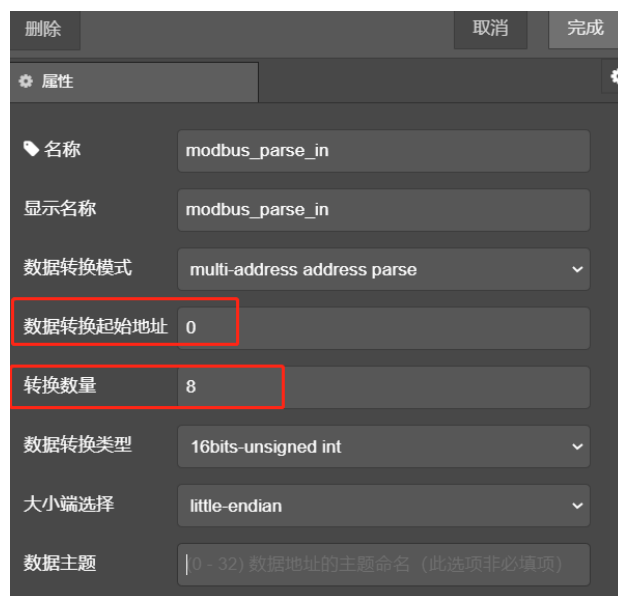 删除 取消 完成
属性
名称 modbus_parse_in
显示名称 modbus_parse_in
数据转换模式 multi-address address parse
数据转换起始地址 0
转换数量 8
数据转换类型 16bits-unsigned int
大小端选择 little-endian
数据主题 (0 - 32) 数据地址的主题命名（此选项非必填项）